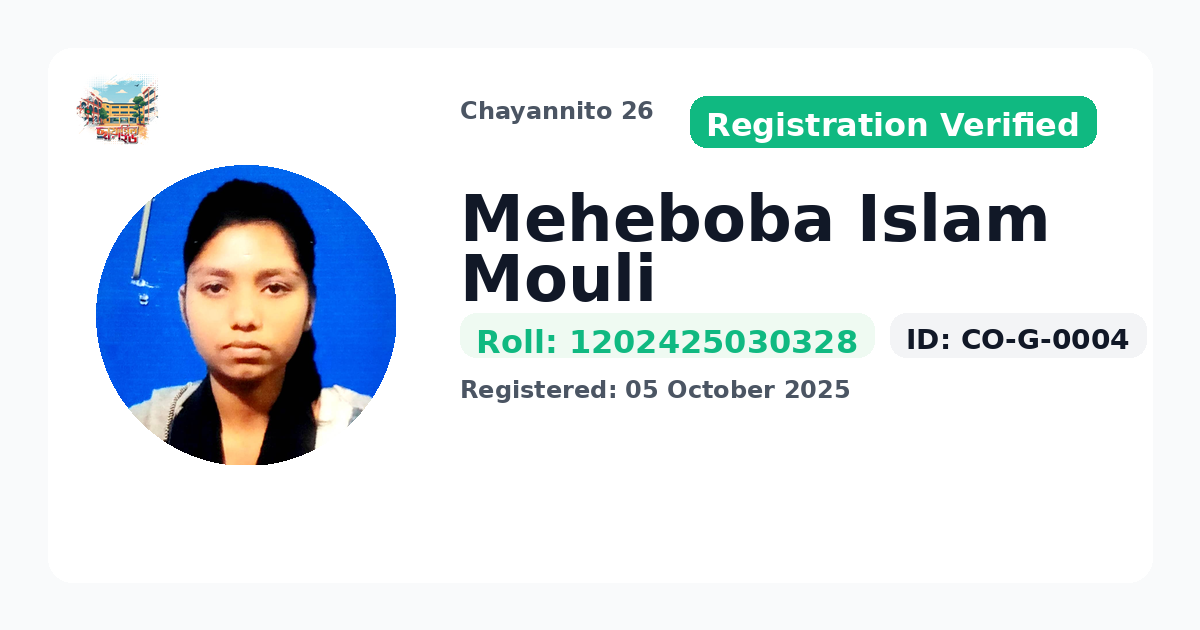 Chayannito 26
Registration Verified
Meheboba Islam
Mouli
Roll: 1202425030328
ID: CO-G-0004
Registered: 05 October 2025